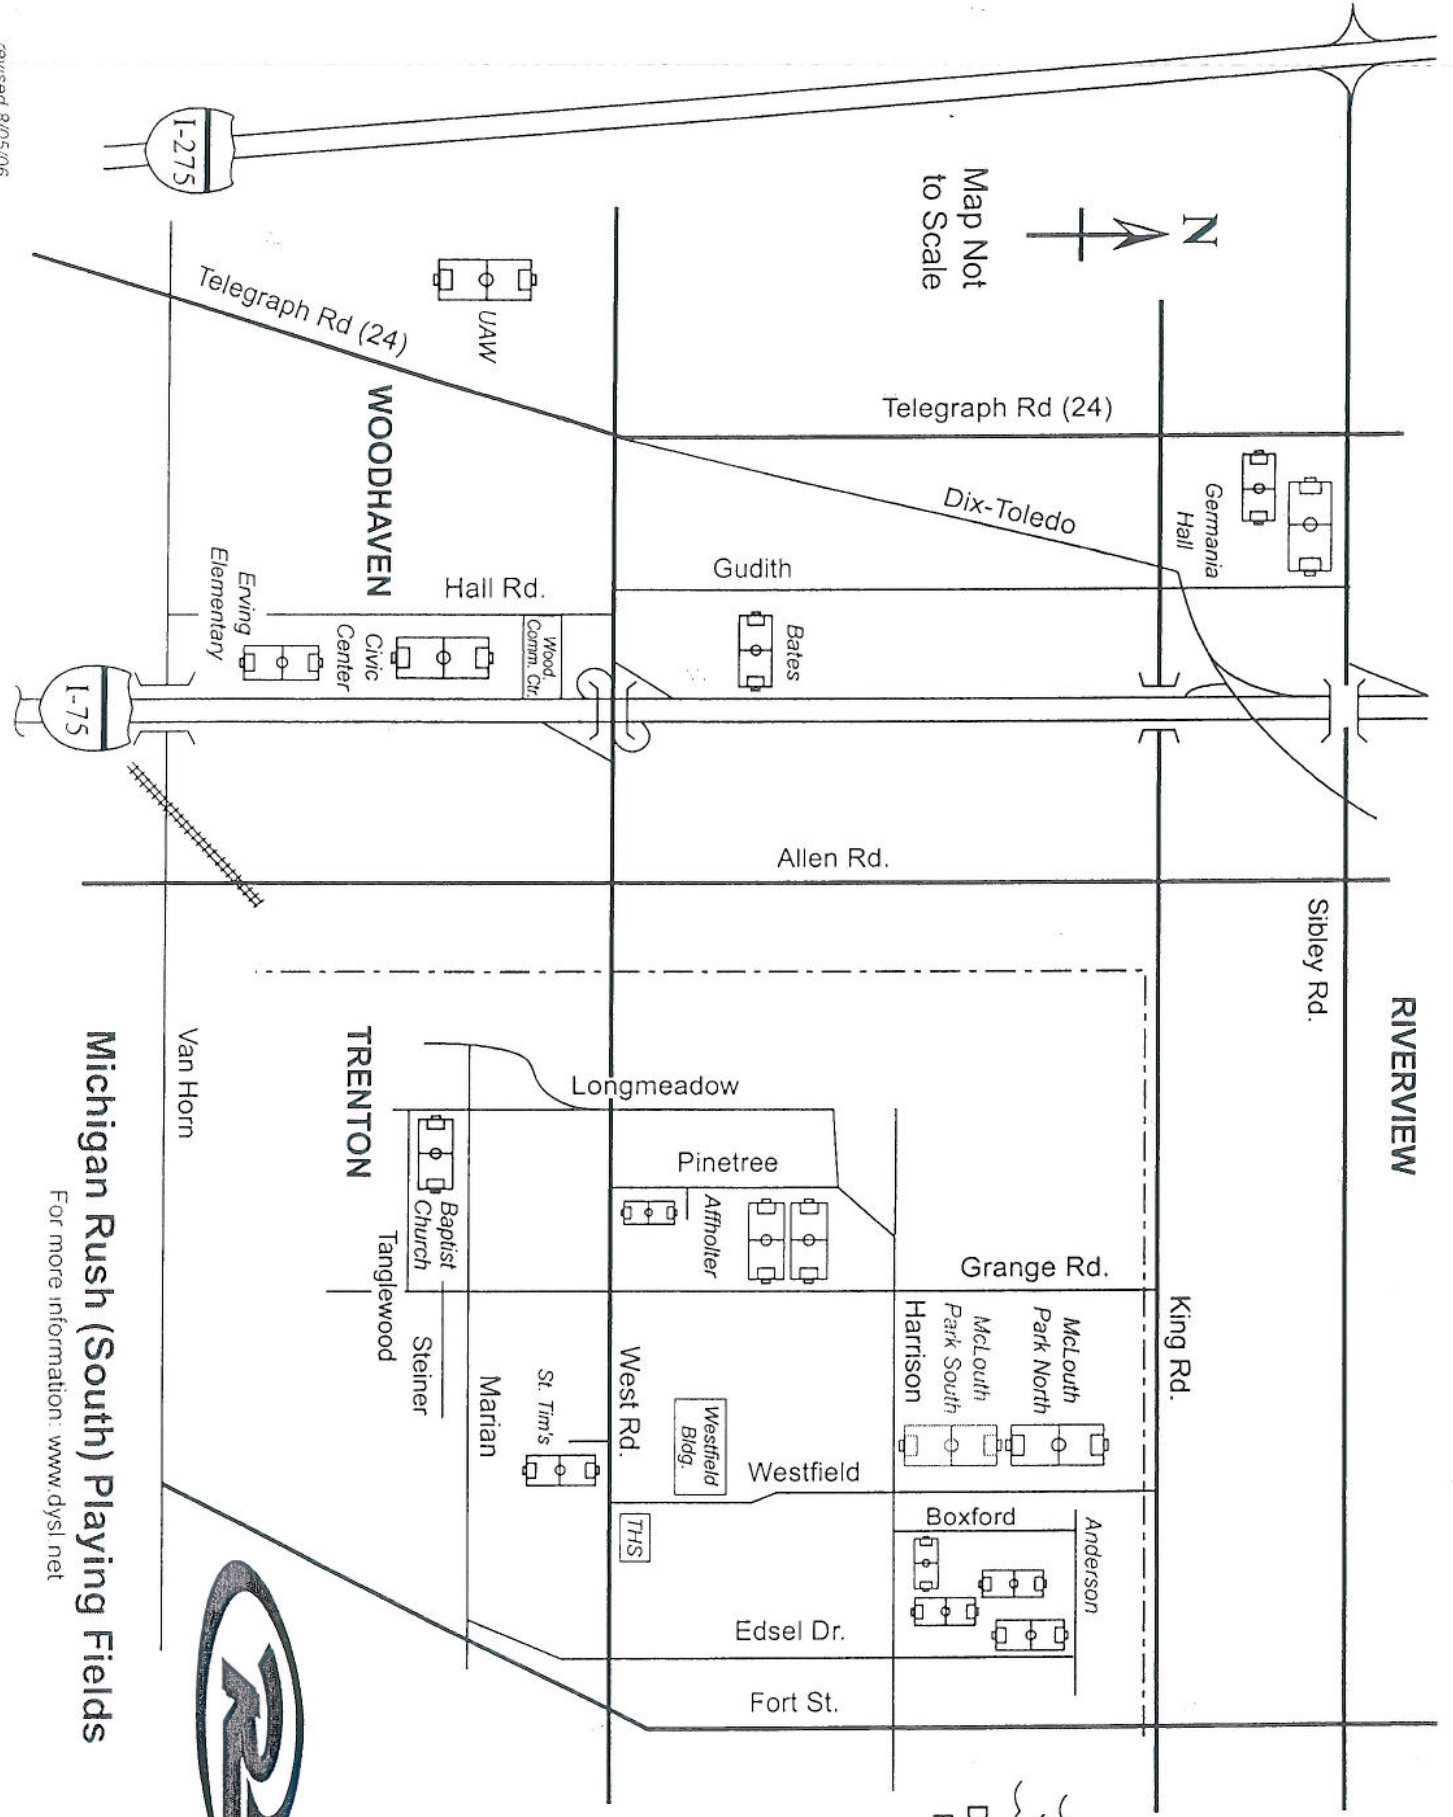 RIVERVIEW
Sibley Rd.
King Rd.
N
Map Not
to Scale
Telegraph Rd (24)
Germania
Hall
Dix-Toledo
Gudith
Bates
Allen Rd.
Grange Rd.
McLouth
Park North
McLouth
Park South
Harrison
Anderson
Boxford
Westfield
Westfield
Bldg.
Edsel Dr.
Fort St.
THS
Longmeadow
Pinetree
Affholter
West Rd.
UAW
Telegraph Rd (24)
WOODHAVEN
Hall Rd.
Wood.
Comm. Ctr.
Civic
Center
Erving
Elementary
St. Tim's
Marian
Steiner
Baptist
Church
Tanglewood
TRENTON
Van Horn
I-275
I-75
Michigan Rush (South) Playing Fields
For more information: www.dysl.net
revised 8/05/06